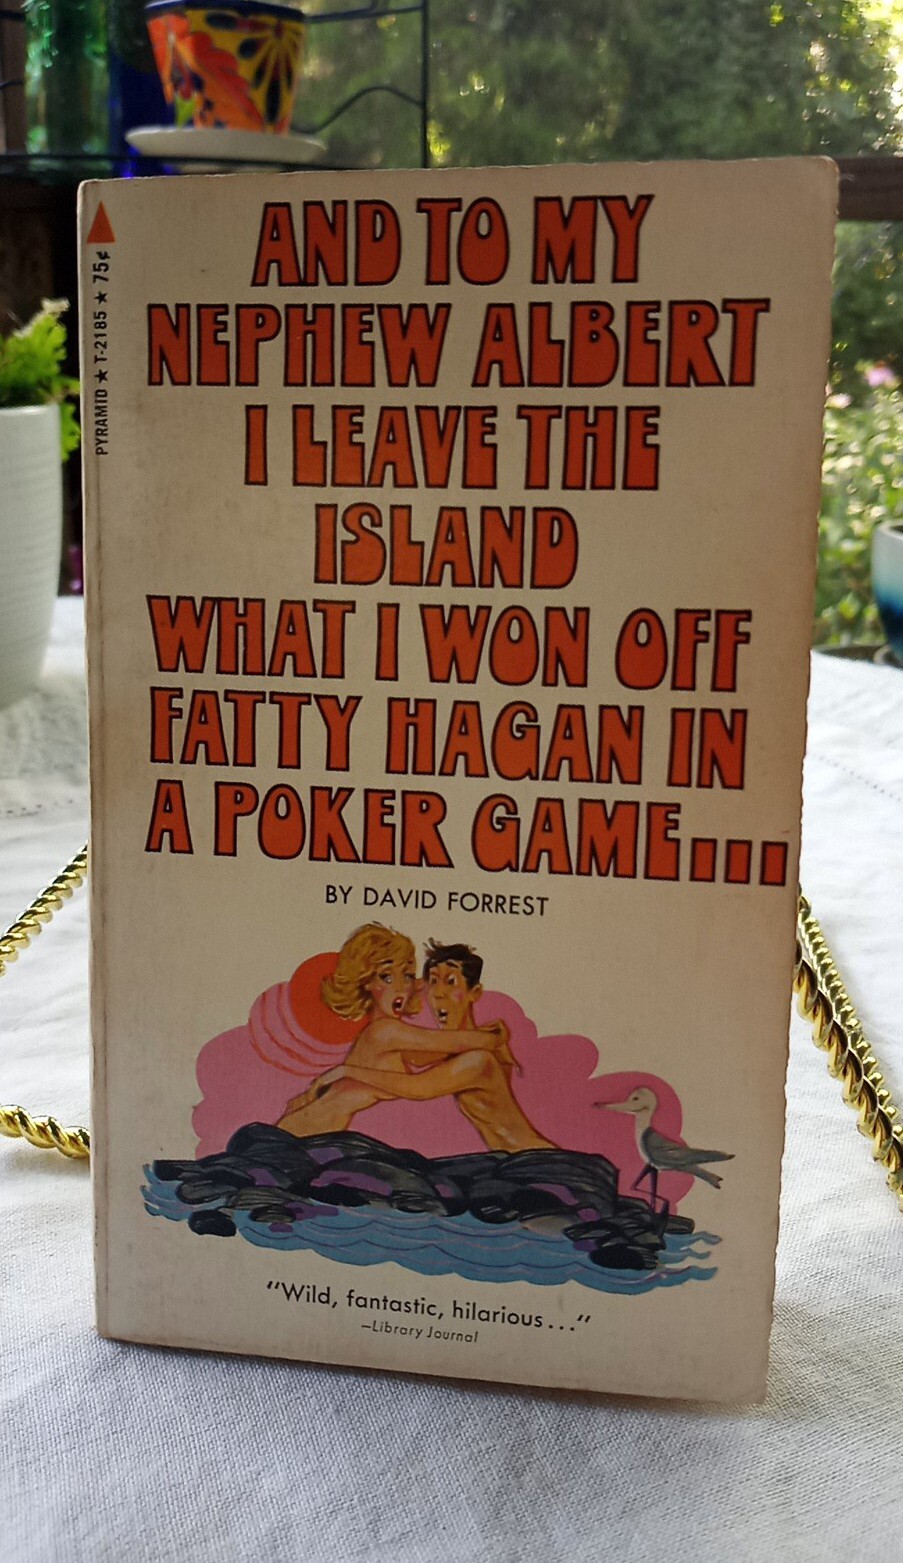 PYRAMID ★ T-2185 ★ 75¢
AND TO MY
NEPHEW ALBERT
I LEAVE THE
ISLAND
WHAT I WON OFF
FATTY HAGAN IN
A POKER GAME....
BY DAVID FORREST
"Wild, fantastic, hilarious..."
—Library Journal